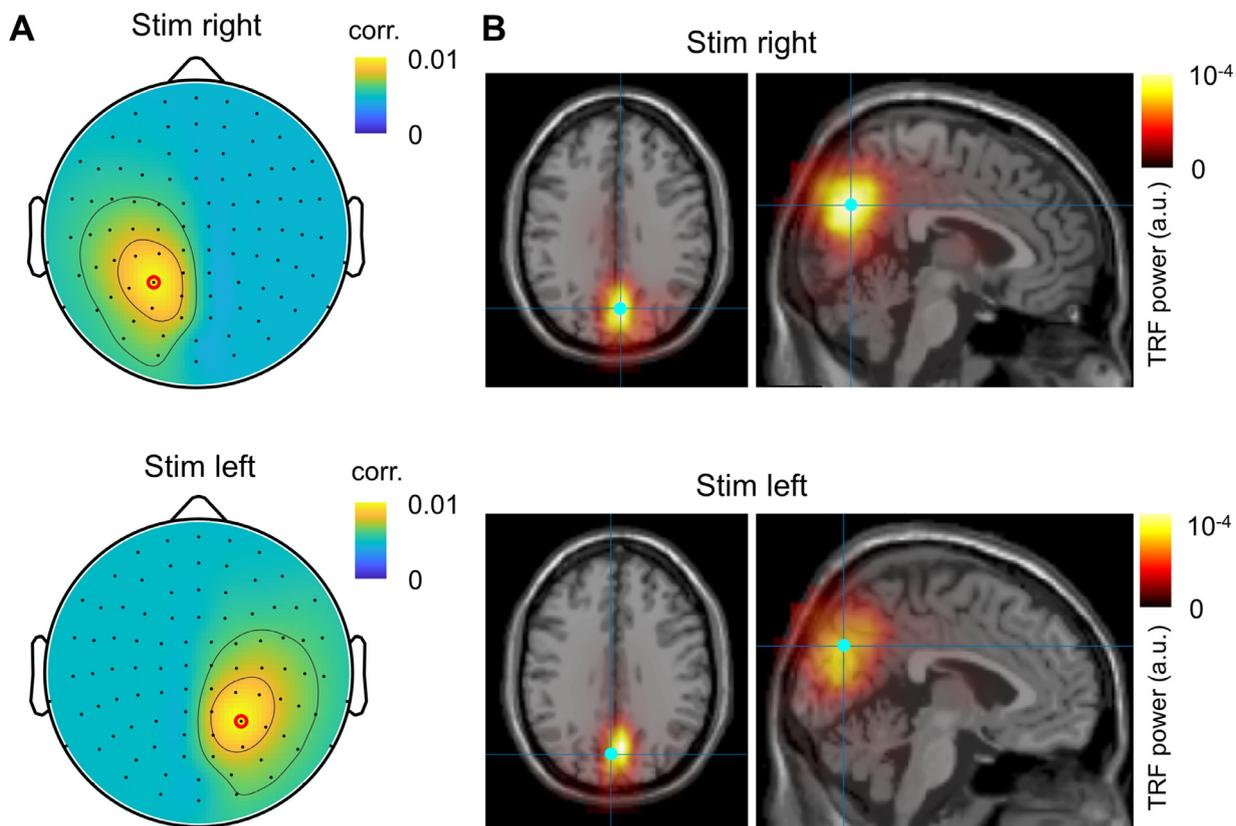 A
Stim right
corr.
0.01
0
B
Stim right
10-4
0
TRF power (a.u.)
Stim left
corr.
0.01
0
Stim left
10-4
0
TRF power (a.u.)